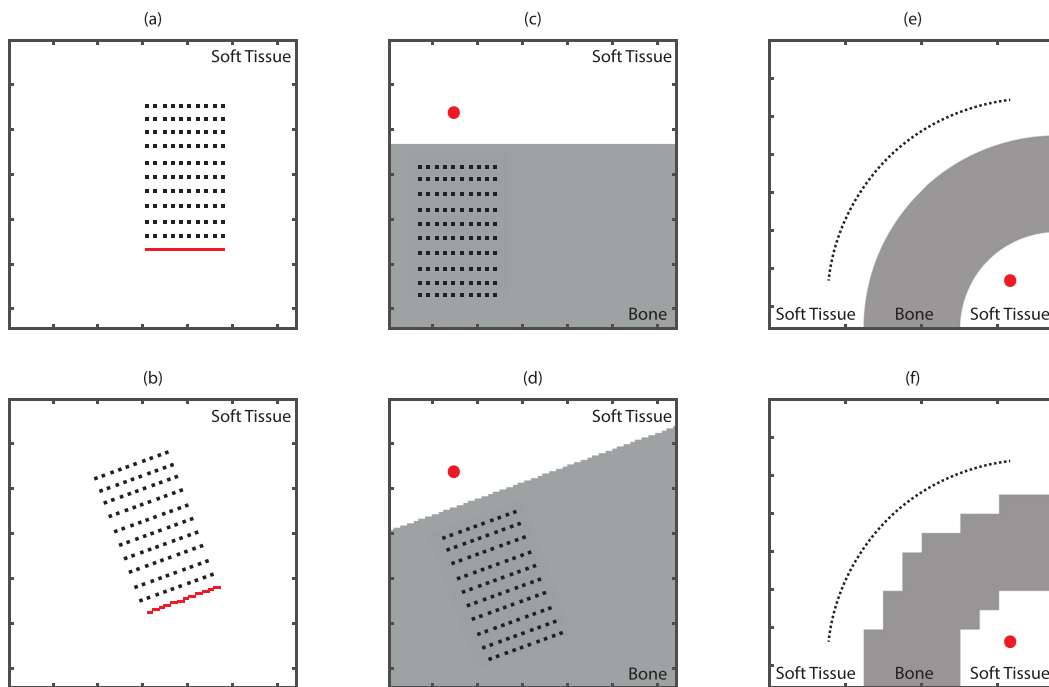 (a)
Soft Tissue
(c)
Soft Tissue
Bone
(e)
Soft Tissue Bone Soft Tissue
(b)
Soft Tissue
(d)
Soft Tissue
Bone
(f)
Soft Tissue Bone Soft Tissue